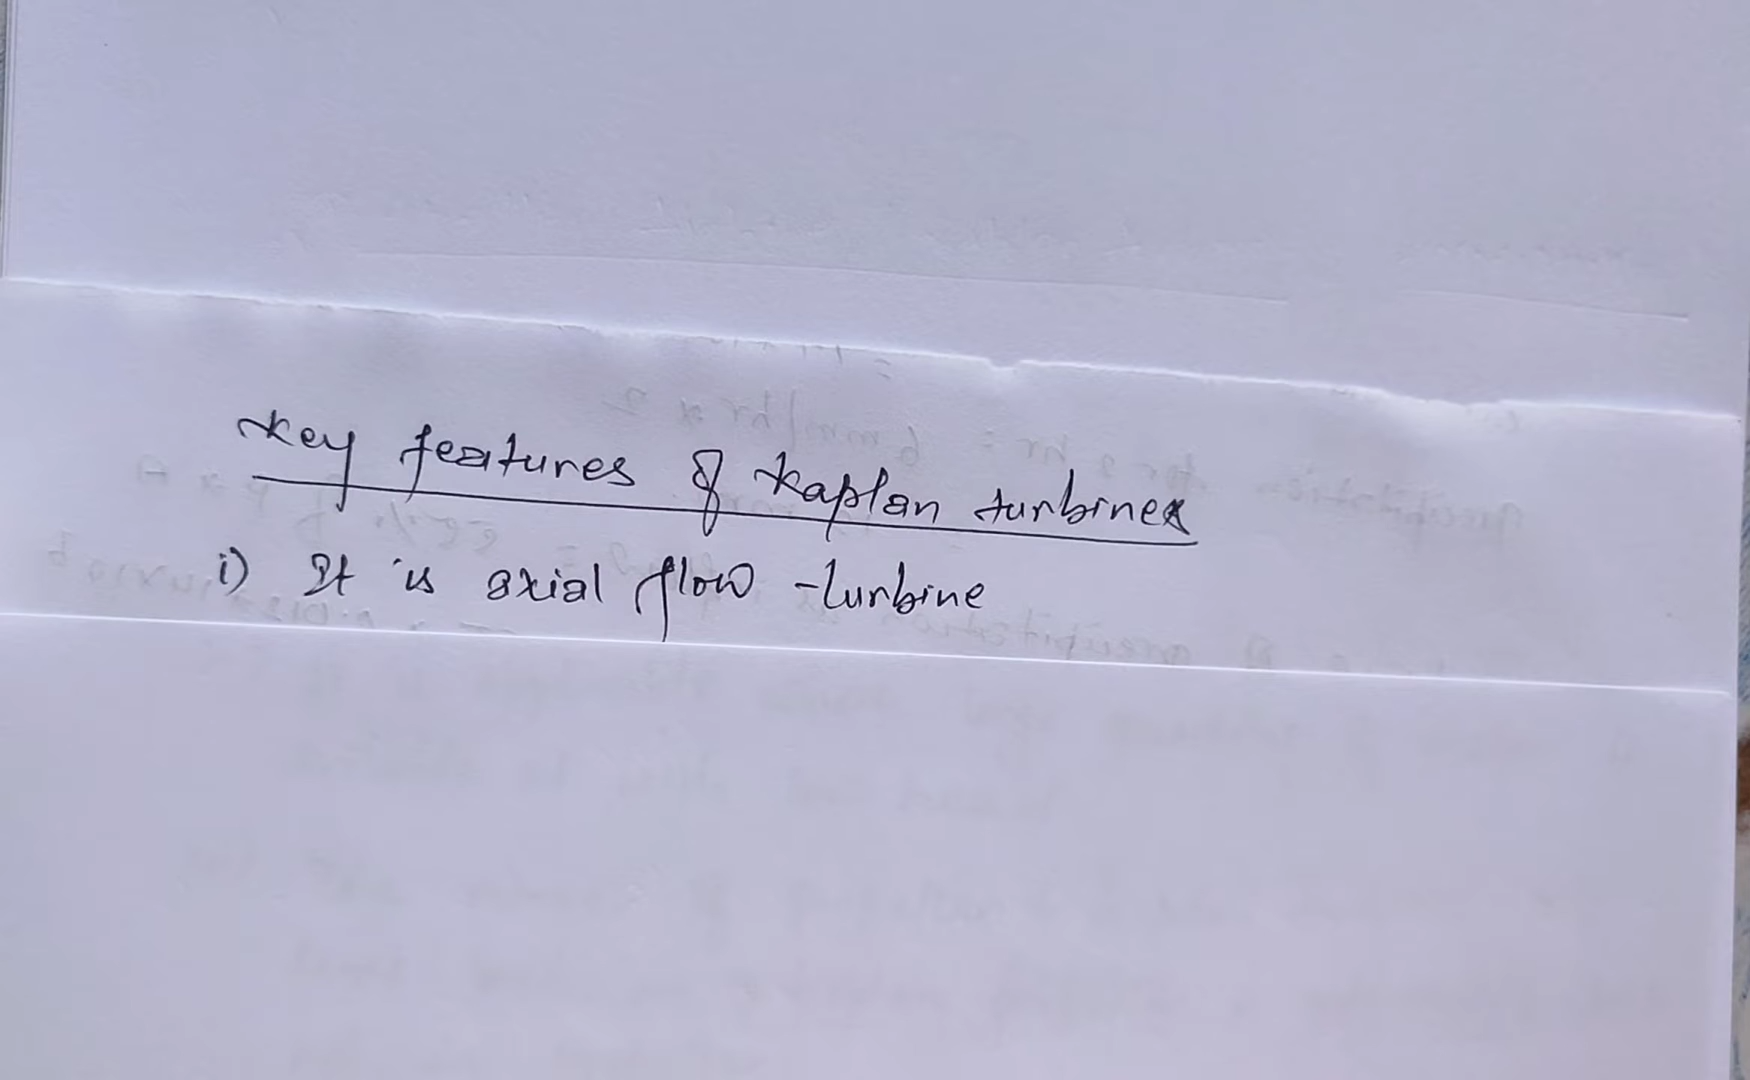 Key features of Kaplan turbines
i) It is axial flow turbine